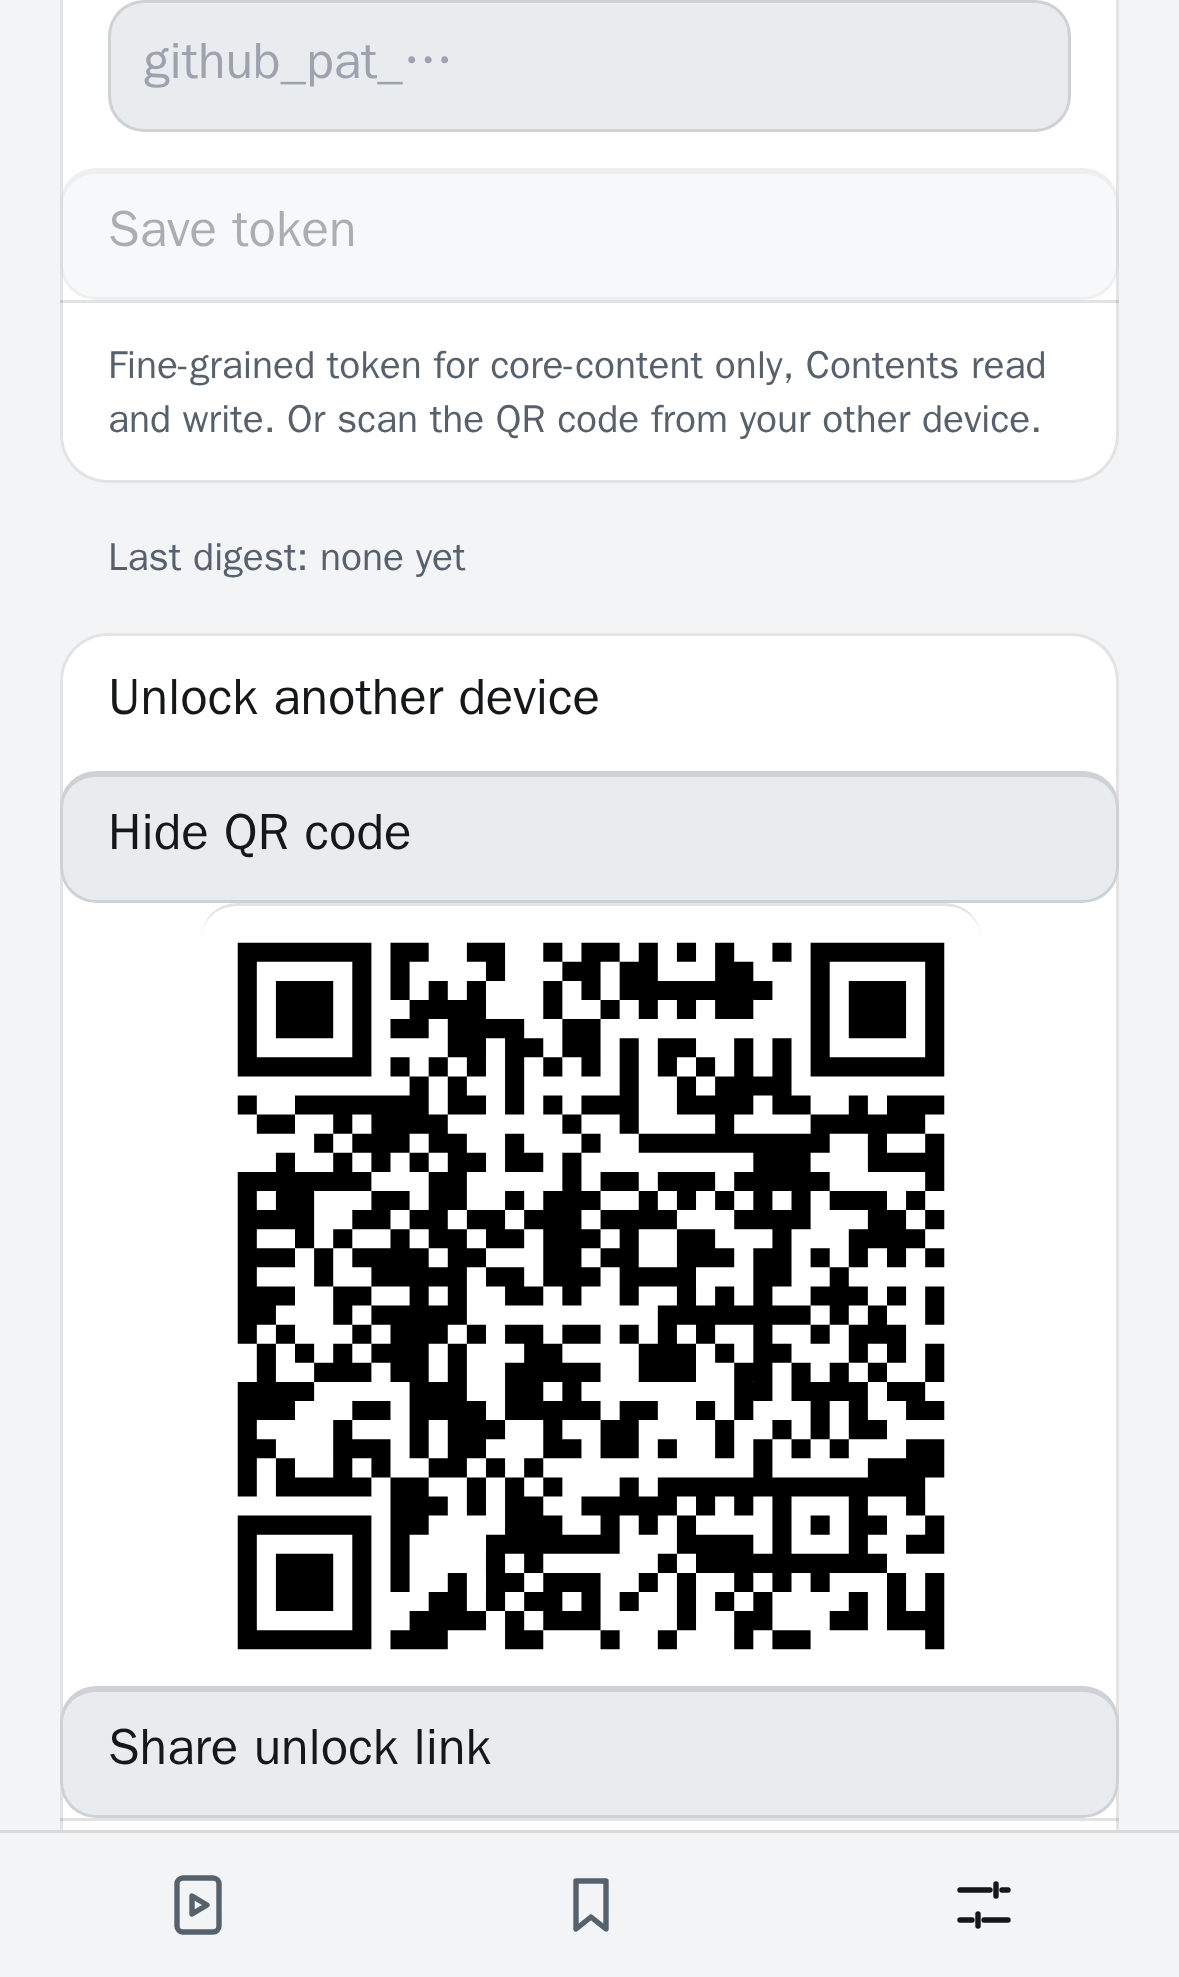 github_pat_···
Save token
Fine-grained token for core-content only, Contents read
and write. Or scan the QR code from your other device.
Last digest: none yet
Unlock another device
Hide QR code
Share unlock link